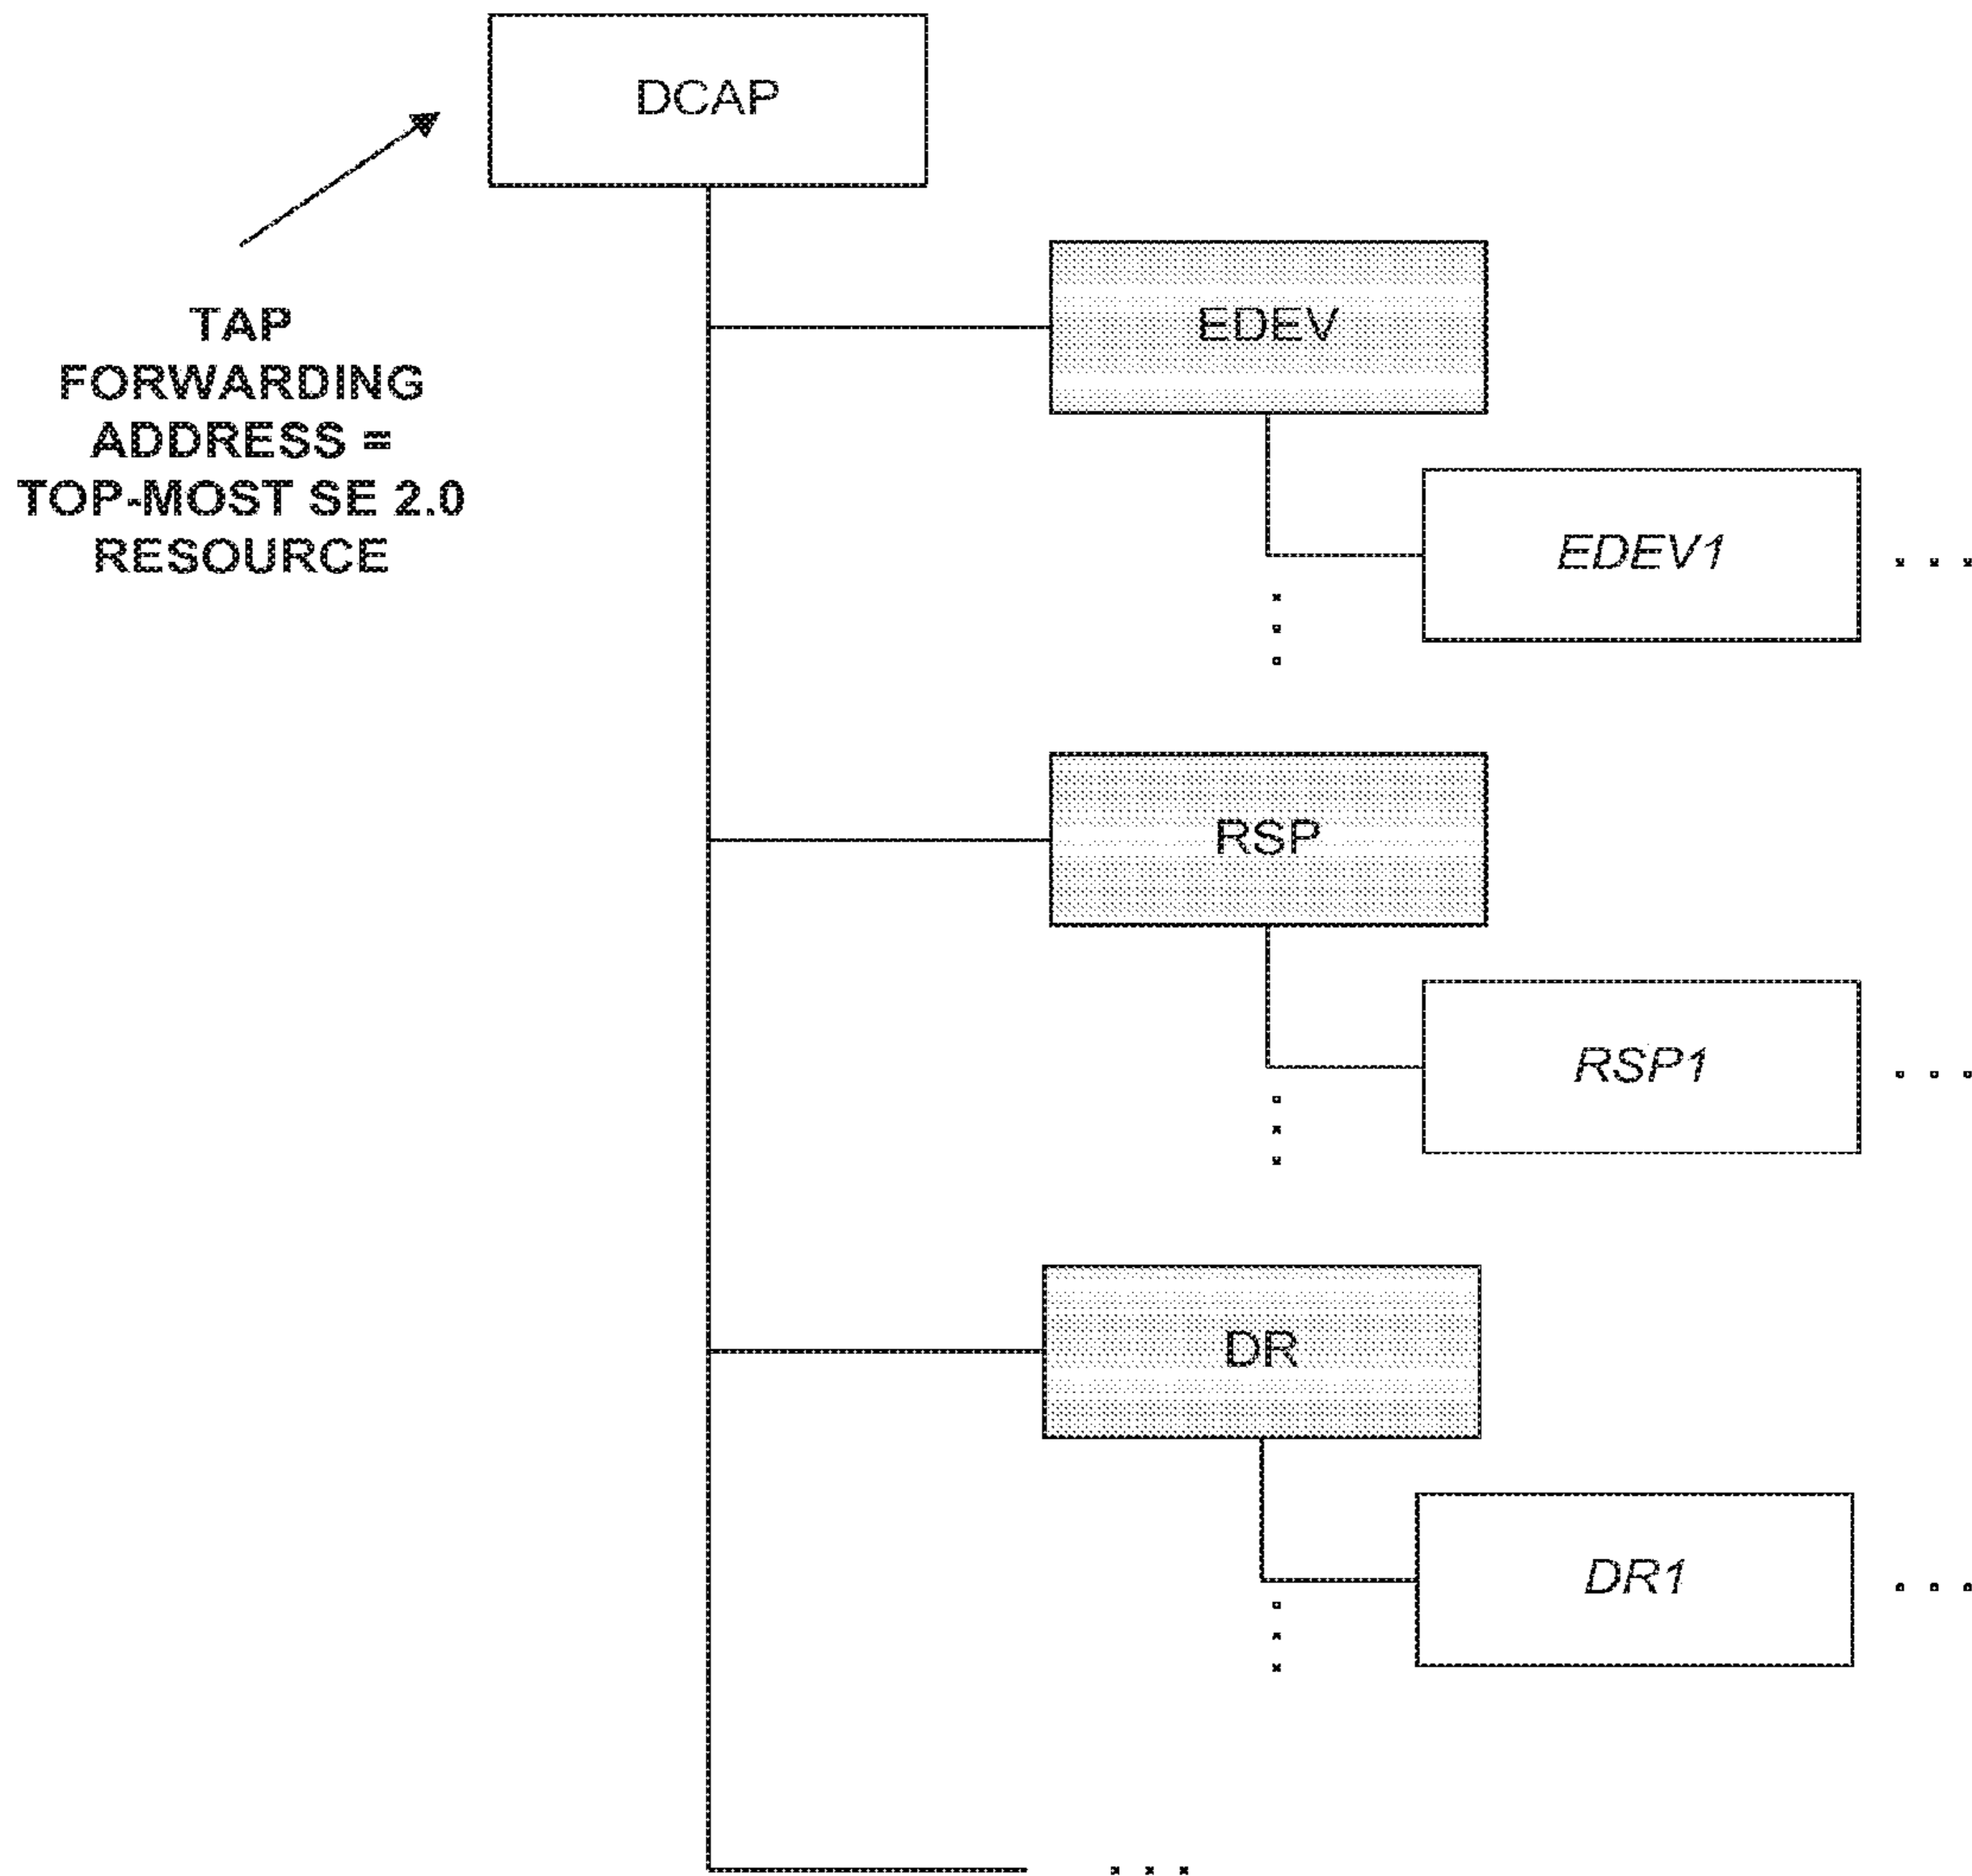 DCAP
TAP
FORWARDING
ADDRESS =
TOP-MOST SE 2.0
RESOURCE
EDEV
EDEV1
. . .
RSP
RSP1
. . .
DR
DR1
. . .
. . .